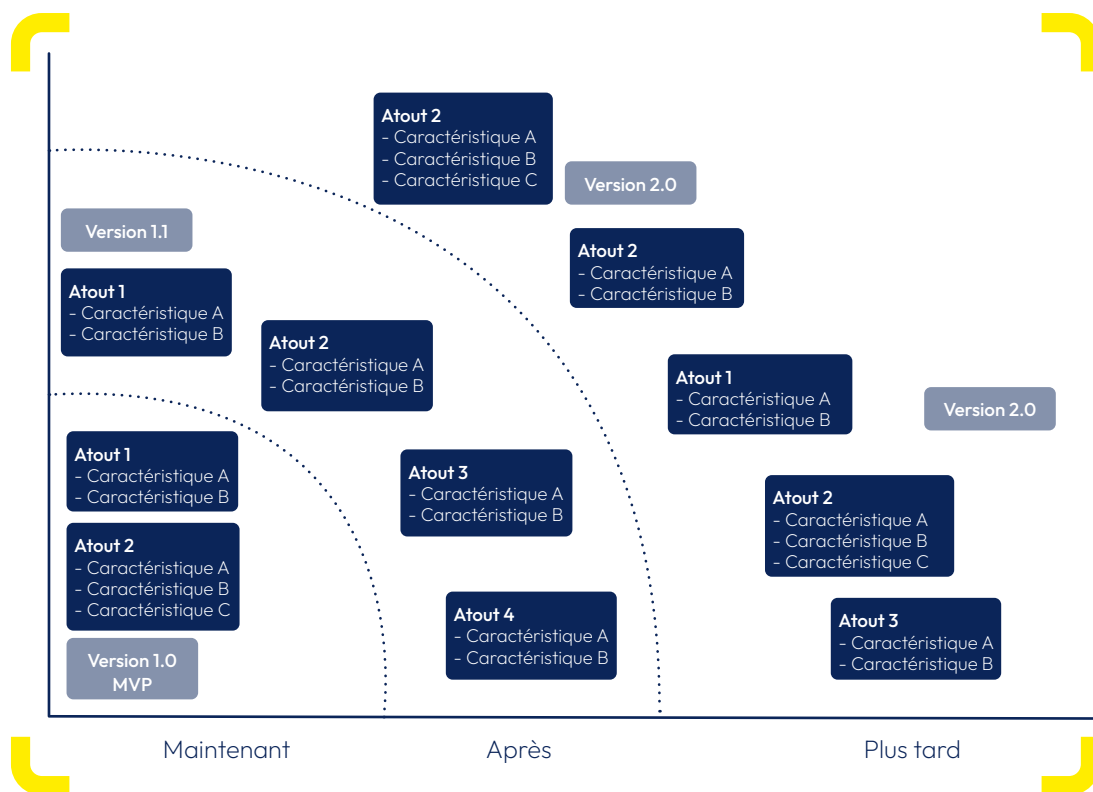 Atout 2
- Caractéristique A
- Caractéristique B
- Caractéristique C
Version 2.0
Version 1.1
Atout 2
- Caractéristique A
- Caractéristique B
Atout 1
- Caractéristique A
- Caractéristique B
Atout 2
- Caractéristique A
- Caractéristique B
Atout 1
- Caractéristique A
- Caractéristique B
Version 2.0
Atout 1
- Caractéristique A
- Caractéristique B
Atout 3
- Caractéristique A
- Caractéristique B
Atout 2
- Caractéristique A
- Caractéristique B
- Caractéristique C
Atout 2
- Caractéristique A
- Caractéristique B
- Caractéristique C
Atout 4
- Caractéristique A
- Caractéristique B
Atout 3
- Caractéristique A
- Caractéristique B
Version 1.0
MVP
Maintenant
Après
Plus tard